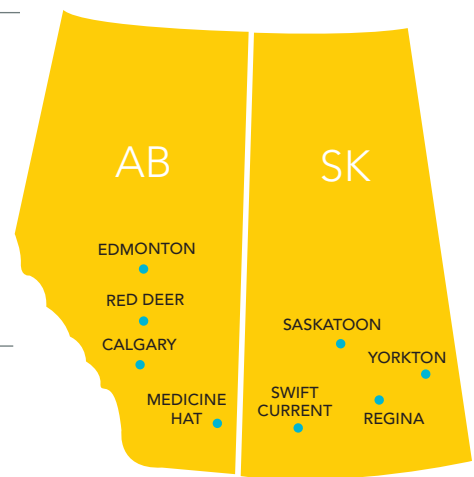 AB
SK
EDMONTON
RED DEER
CALGARY
MEDICINE
HAT
SASKATOON
YORKTON
SWIFT
CURRENT
REGINA